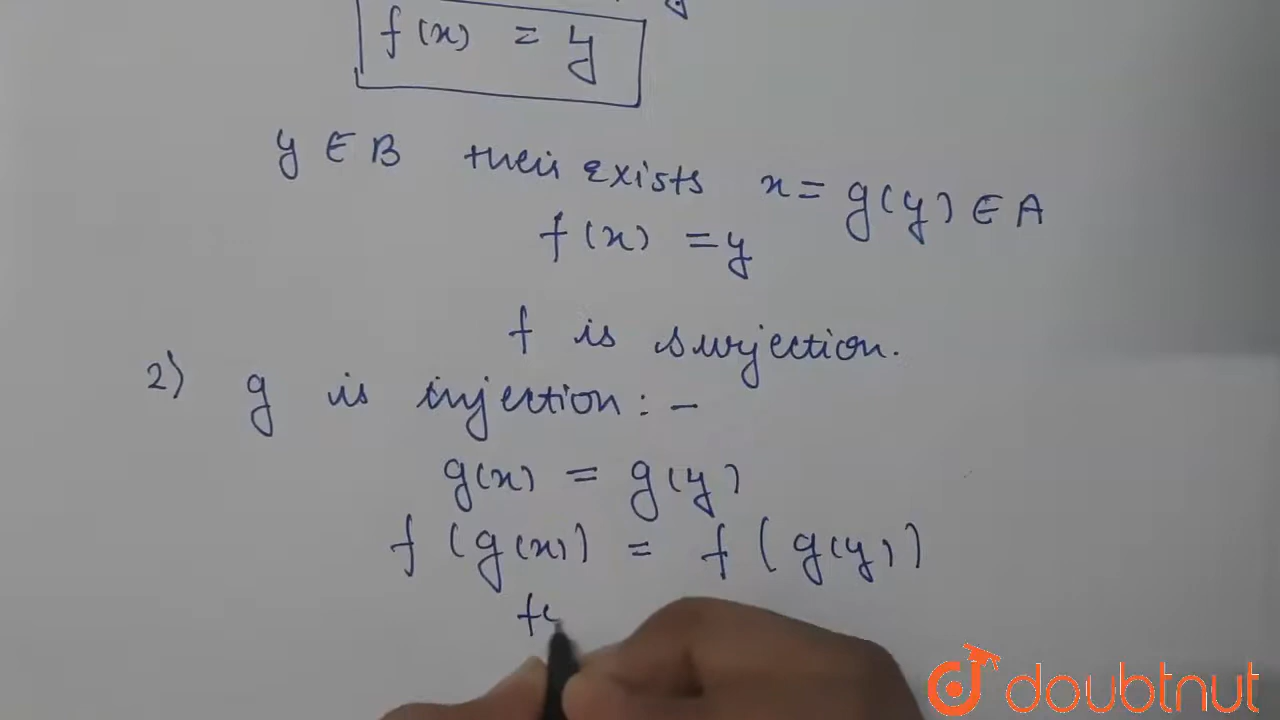 f(x) = y
y ∈ B their exists x = g(y) ∈ A
f(x) = y
f is surjection.
2) g is injection: -
g(x) = g(y)
f(g(x)) = f(g(y))
doubtnut